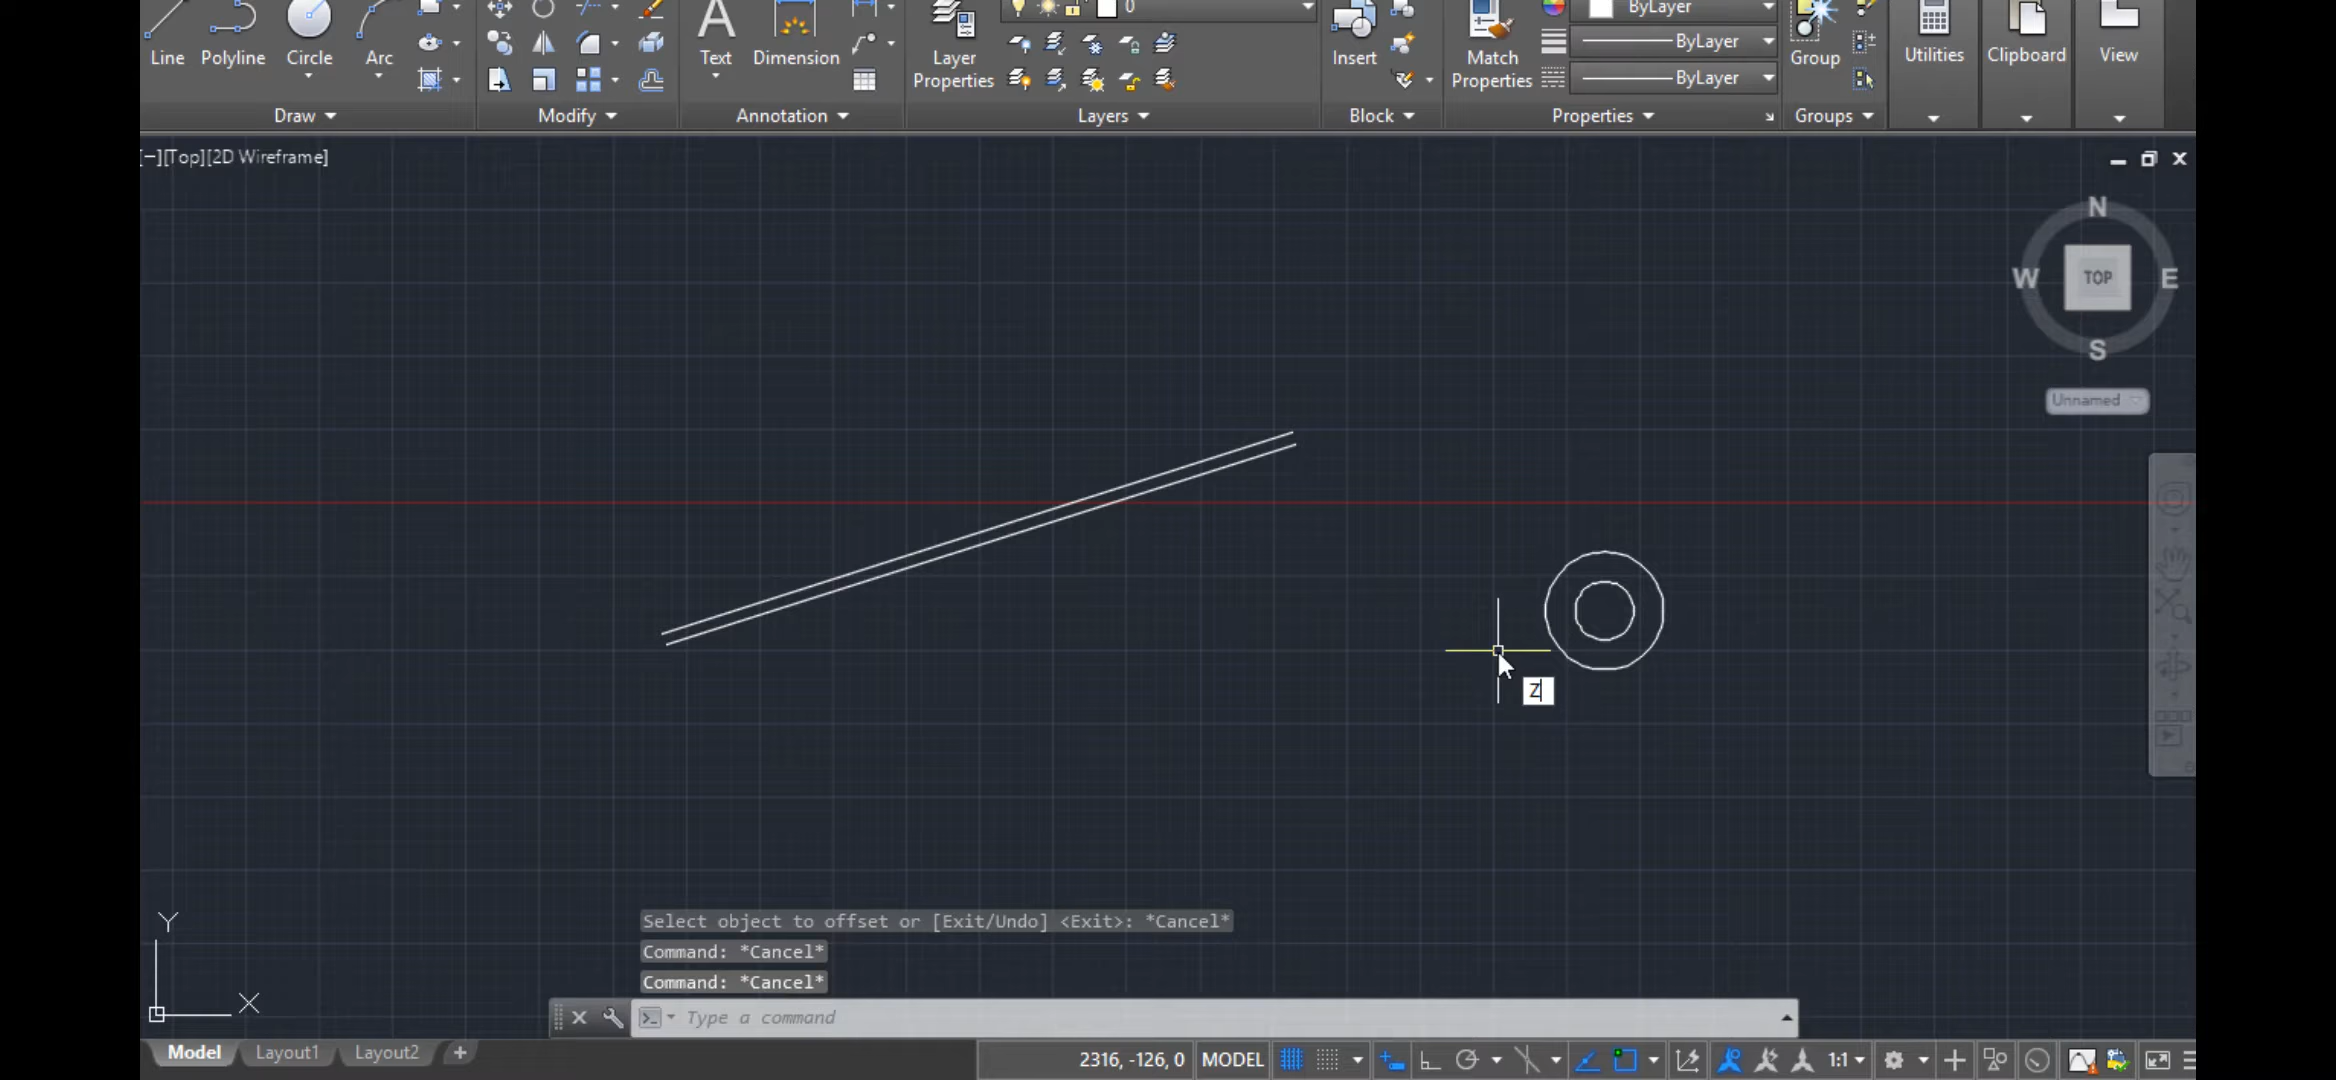 0
ByLayer
Line Polyline Circle Arc
Text Dimension
Layer Properties
Insert
Match Properties
ByLayer
ByLayer
Group
Utilities
Clipboard
View
Draw
Modify
Annotation
Layers
Block
Properties
Groups
[−][Top][2D Wireframe]
N
W TOP E
S
Unnamed
Z
Y
X
Select object to offset or [Exit/Undo] <Exit>: *Cancel*
Command: *Cancel*
Command: *Cancel*
Type a command
Model Layout1 Layout2 +
2316, -126, 0 MODEL 1:1